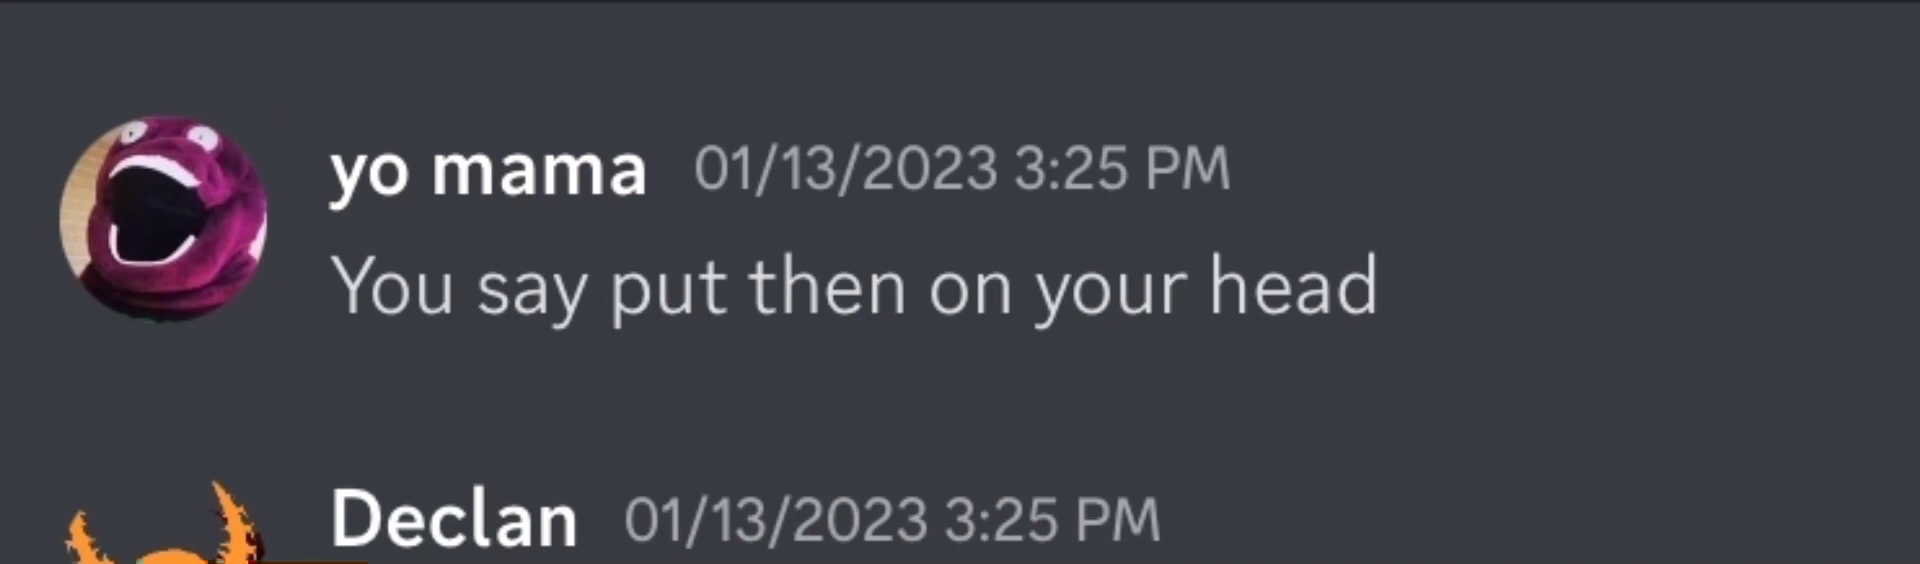 yo mama 01/13/2023 3:25 PM
You say put then on your head
Declan 01/13/2023 3:25 PM